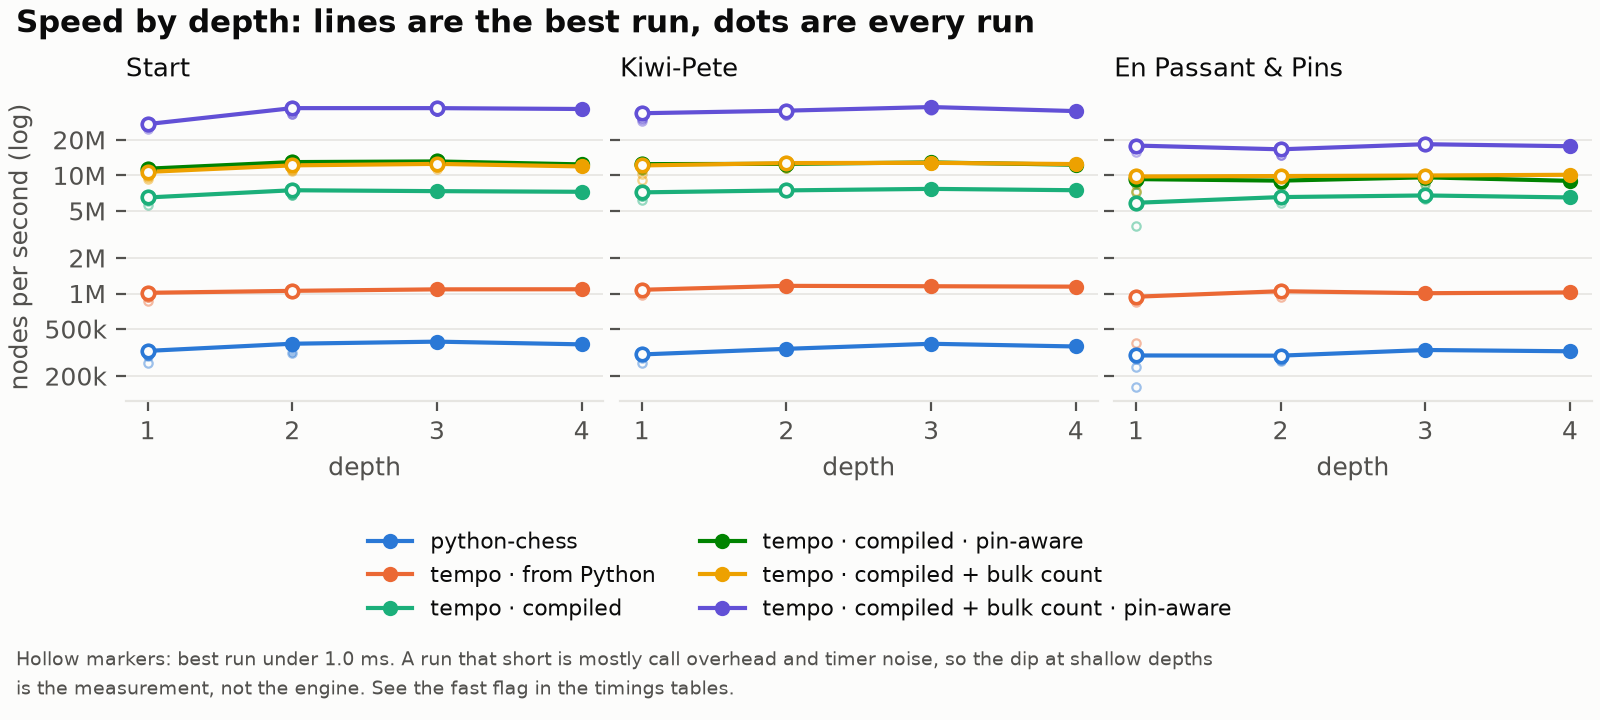 Speed by depth: lines are the best run, dots are every run
Start
Kiwi-Pete
En Passant & Pins
nodes per second (log)
20M
10M
5M
2M
1M
500k
200k
1 2 3 4
1 2 3 4
1 2 3 4
depth
depth
depth
python-chess
tempo · from Python
tempo · compiled
tempo · compiled · pin-aware
tempo · compiled + bulk count
tempo · compiled + bulk count · pin-aware
Hollow markers: best run under 1.0 ms. A run that short is mostly call overhead and timer noise, so the dip at shallow depths
is the measurement, not the engine. See the fast flag in the timings tables.